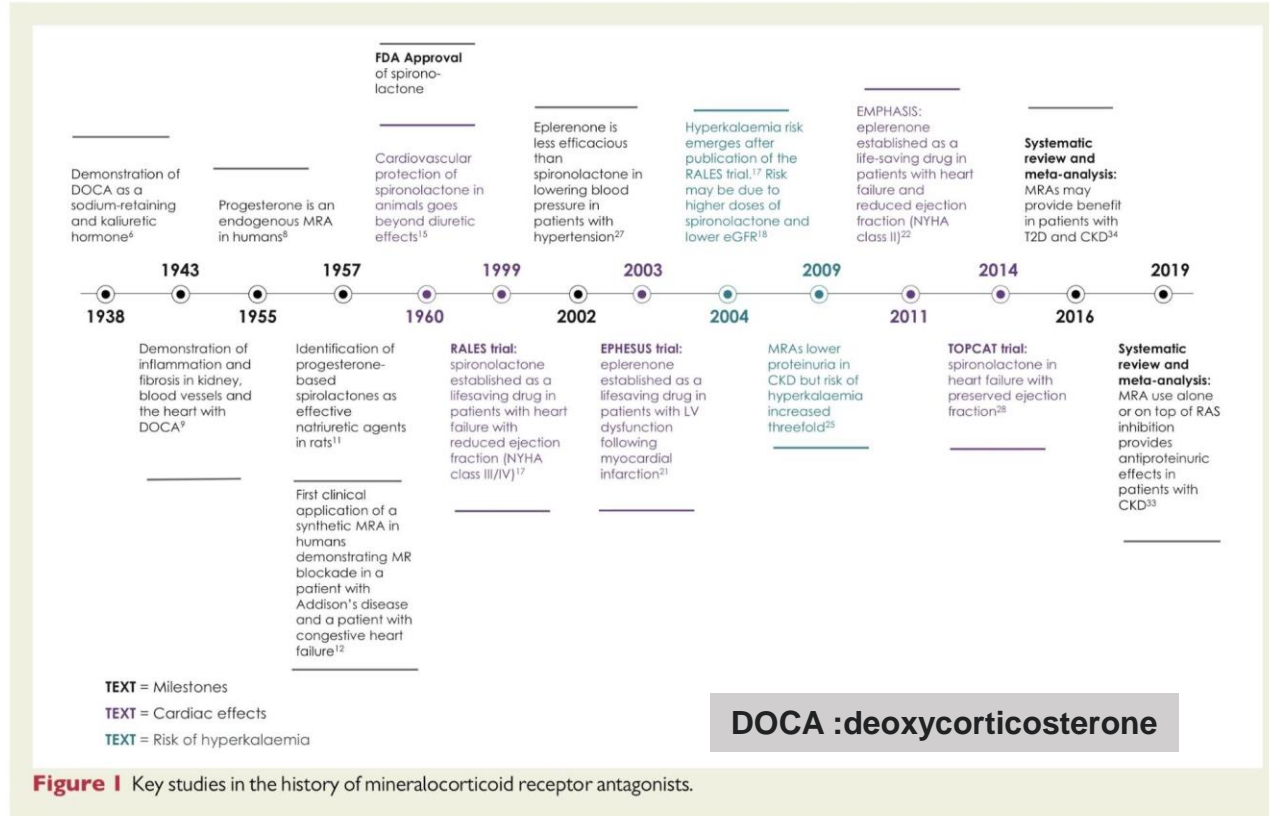 FDA Approval
of spirono-
lactone
Demonstration of
DOCA as a
sodium-retaining
and kaliuretic
hormone⁶
Progesterone is an
endogenous MRA
in humans⁸
Cardiovascular
protection of
spironolactone in
animals goes
beyond diuretic
effects¹⁵
Eplerenone is
less efficacious
than
spironolactone in
lowering blood
pressure in
patients with
hypertension²⁷
Hyperkalaemia risk
emerges after
publication of the
RALES trial.¹⁷ Risk
may be due to
higher doses of
spironolactone and
lower eGFR¹⁸
EMPHASIS:
eplerenone
established as a
life-saving drug in
patients with heart
failure and
reduced ejection
fraction (NYHA
class II)²²
Systematic
review and
meta-analysis:
MRAs may
provide benefit
in patients with
T2D and CKD³⁴
1943 1957 1999 2003 2009 2014 2019
1938 1955 1960 2002 2004 2011 2016
Demonstration of
inflammation and
fibrosis in kidney,
blood vessels and
the heart with
DOCA⁹
Identification of
progesterone-
based
spirolactones as
effective
natriuretic agents
in rats¹¹
First clinical
application of a
synthetic MRA in
humans
demonstrating MR
blockade in a
patient with
Addison's disease
and a patient with
congestive heart
failure¹²
RALES trial:
spironolactone
established as a
lifesaving drug in
patients with heart
failure with
reduced ejection
fraction (NYHA
class III/IV)¹⁷
EPHESUS trial:
eplerenone
established as a
lifesaving drug in
patients with LV
dysfunction
following
myocardial
infarction²¹
MRAs lower
proteinuria in
CKD but risk of
hyperkalaemia
increased
threefold²⁵
TOPCAT trial:
spironolactone in
heart failure with
preserved ejection
fraction²⁸
Systematic
review and
meta-analysis:
MRA use alone
or on top of RAS
inhibition
provides
antiproteinuric
effects in
patients with
CKD³³
TEXT = Milestones
TEXT = Cardiac effects
TEXT = Risk of hyperkalaemia
DOCA :deoxycorticosterone
Figure 1 Key studies in the history of mineralocorticoid receptor antagonists.